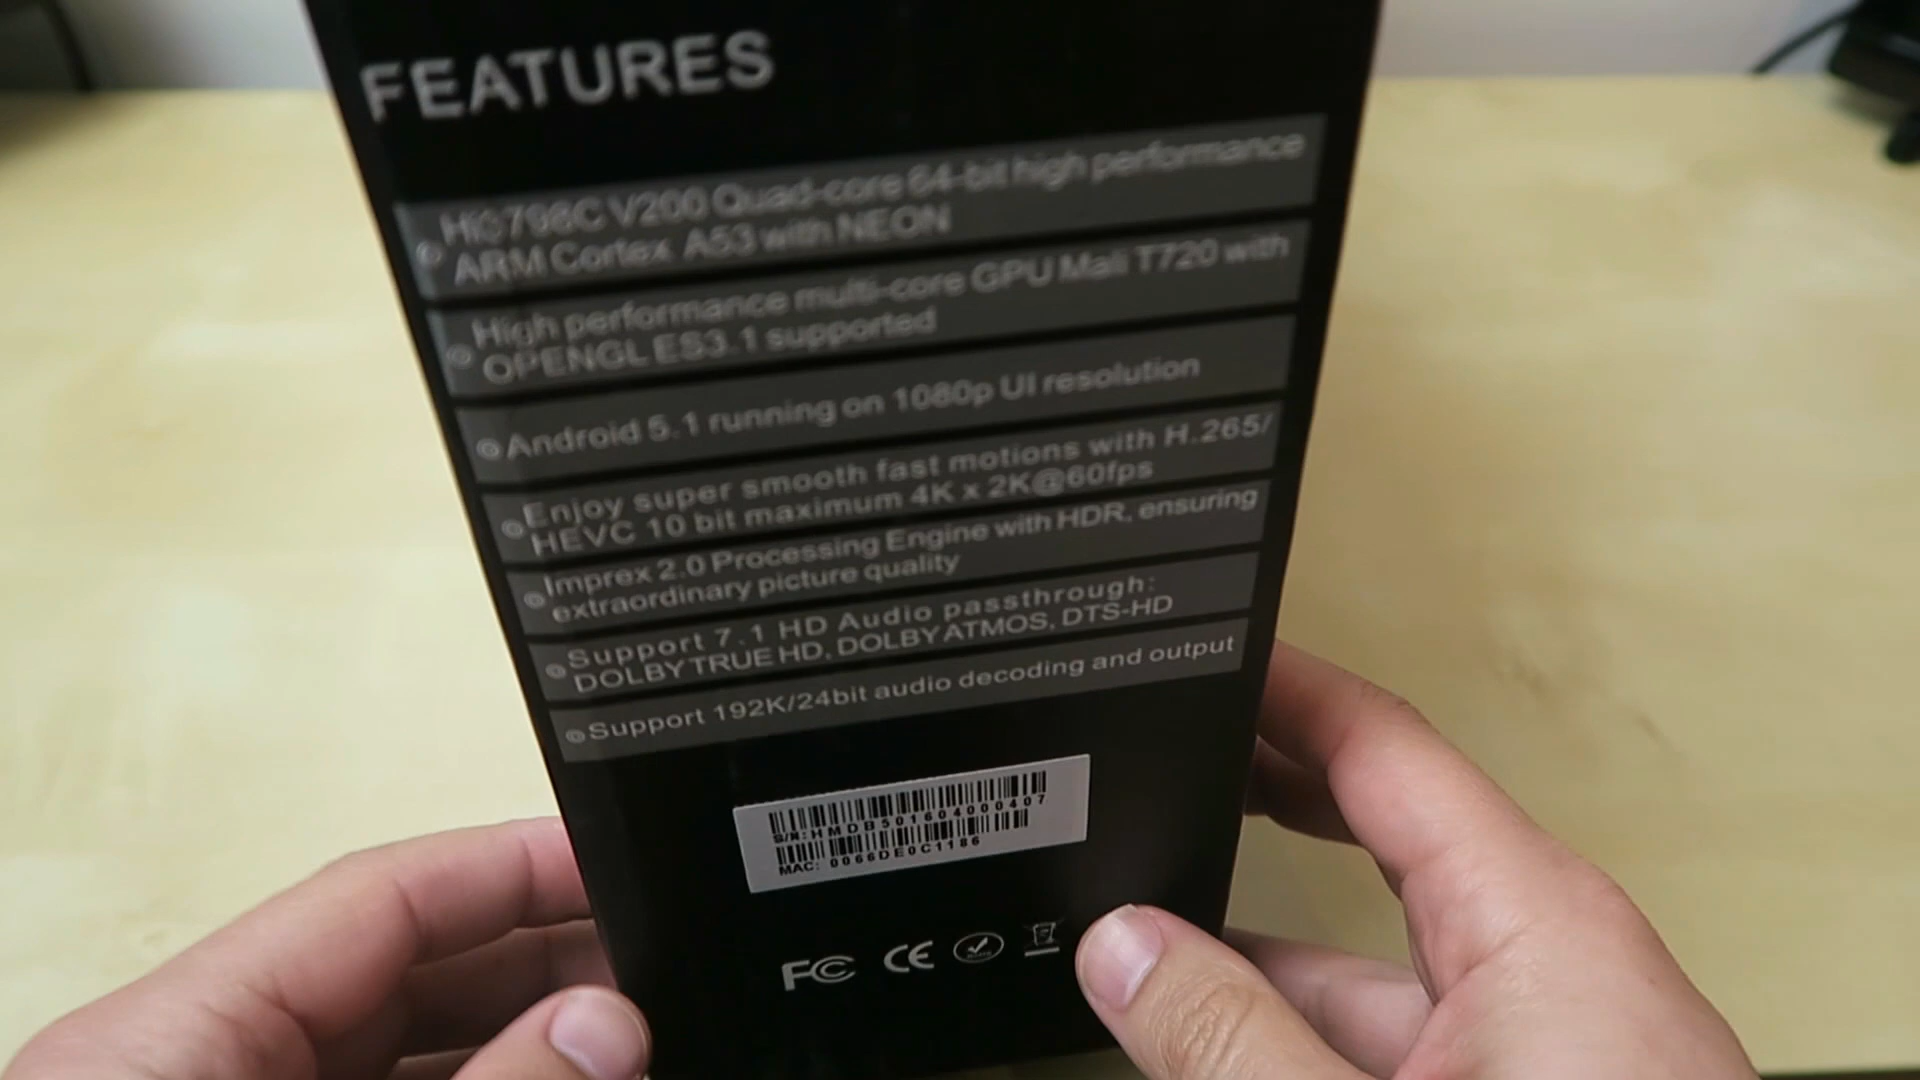 FEATURES
Hi3798C V200 Quad-core 64-bit high performance
ARM Cortex A53 with NEON
High performance multi-core GPU Mali T720 with
OPENGL ES3.1 supported
Android 5.1 running on 1080p UI resolution
Enjoy super smooth fast motions with H.265/
HEVC 10 bit maximum 4K x 2K@60fps
Imprex 2.0 Processing Engine with HDR, ensuring
extraordinary picture quality
Support 7.1 HD Audio passthrough:
DOLBY TRUE HD, DOLBY ATMOS, DTS-HD
Support 192K/24bit audio decoding and output
S/N: HMDB501604000407
MAC: 0066DE0C1186
FC CE